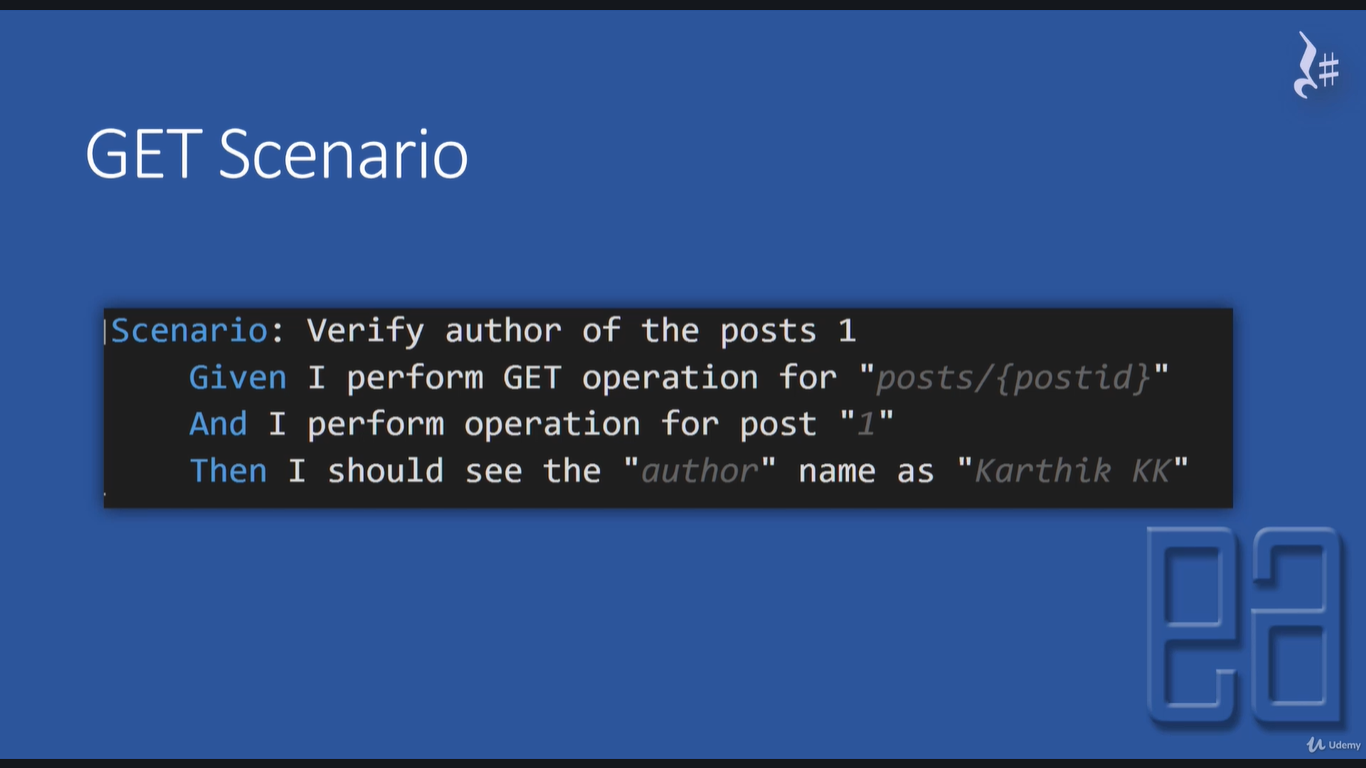 GET Scenario
Scenario: Verify author of the posts 1
Given I perform GET operation for "posts/{postid}"
And I perform operation for post "1"
Then I should see the "author" name as "Karthik KK"
ea
Udemy